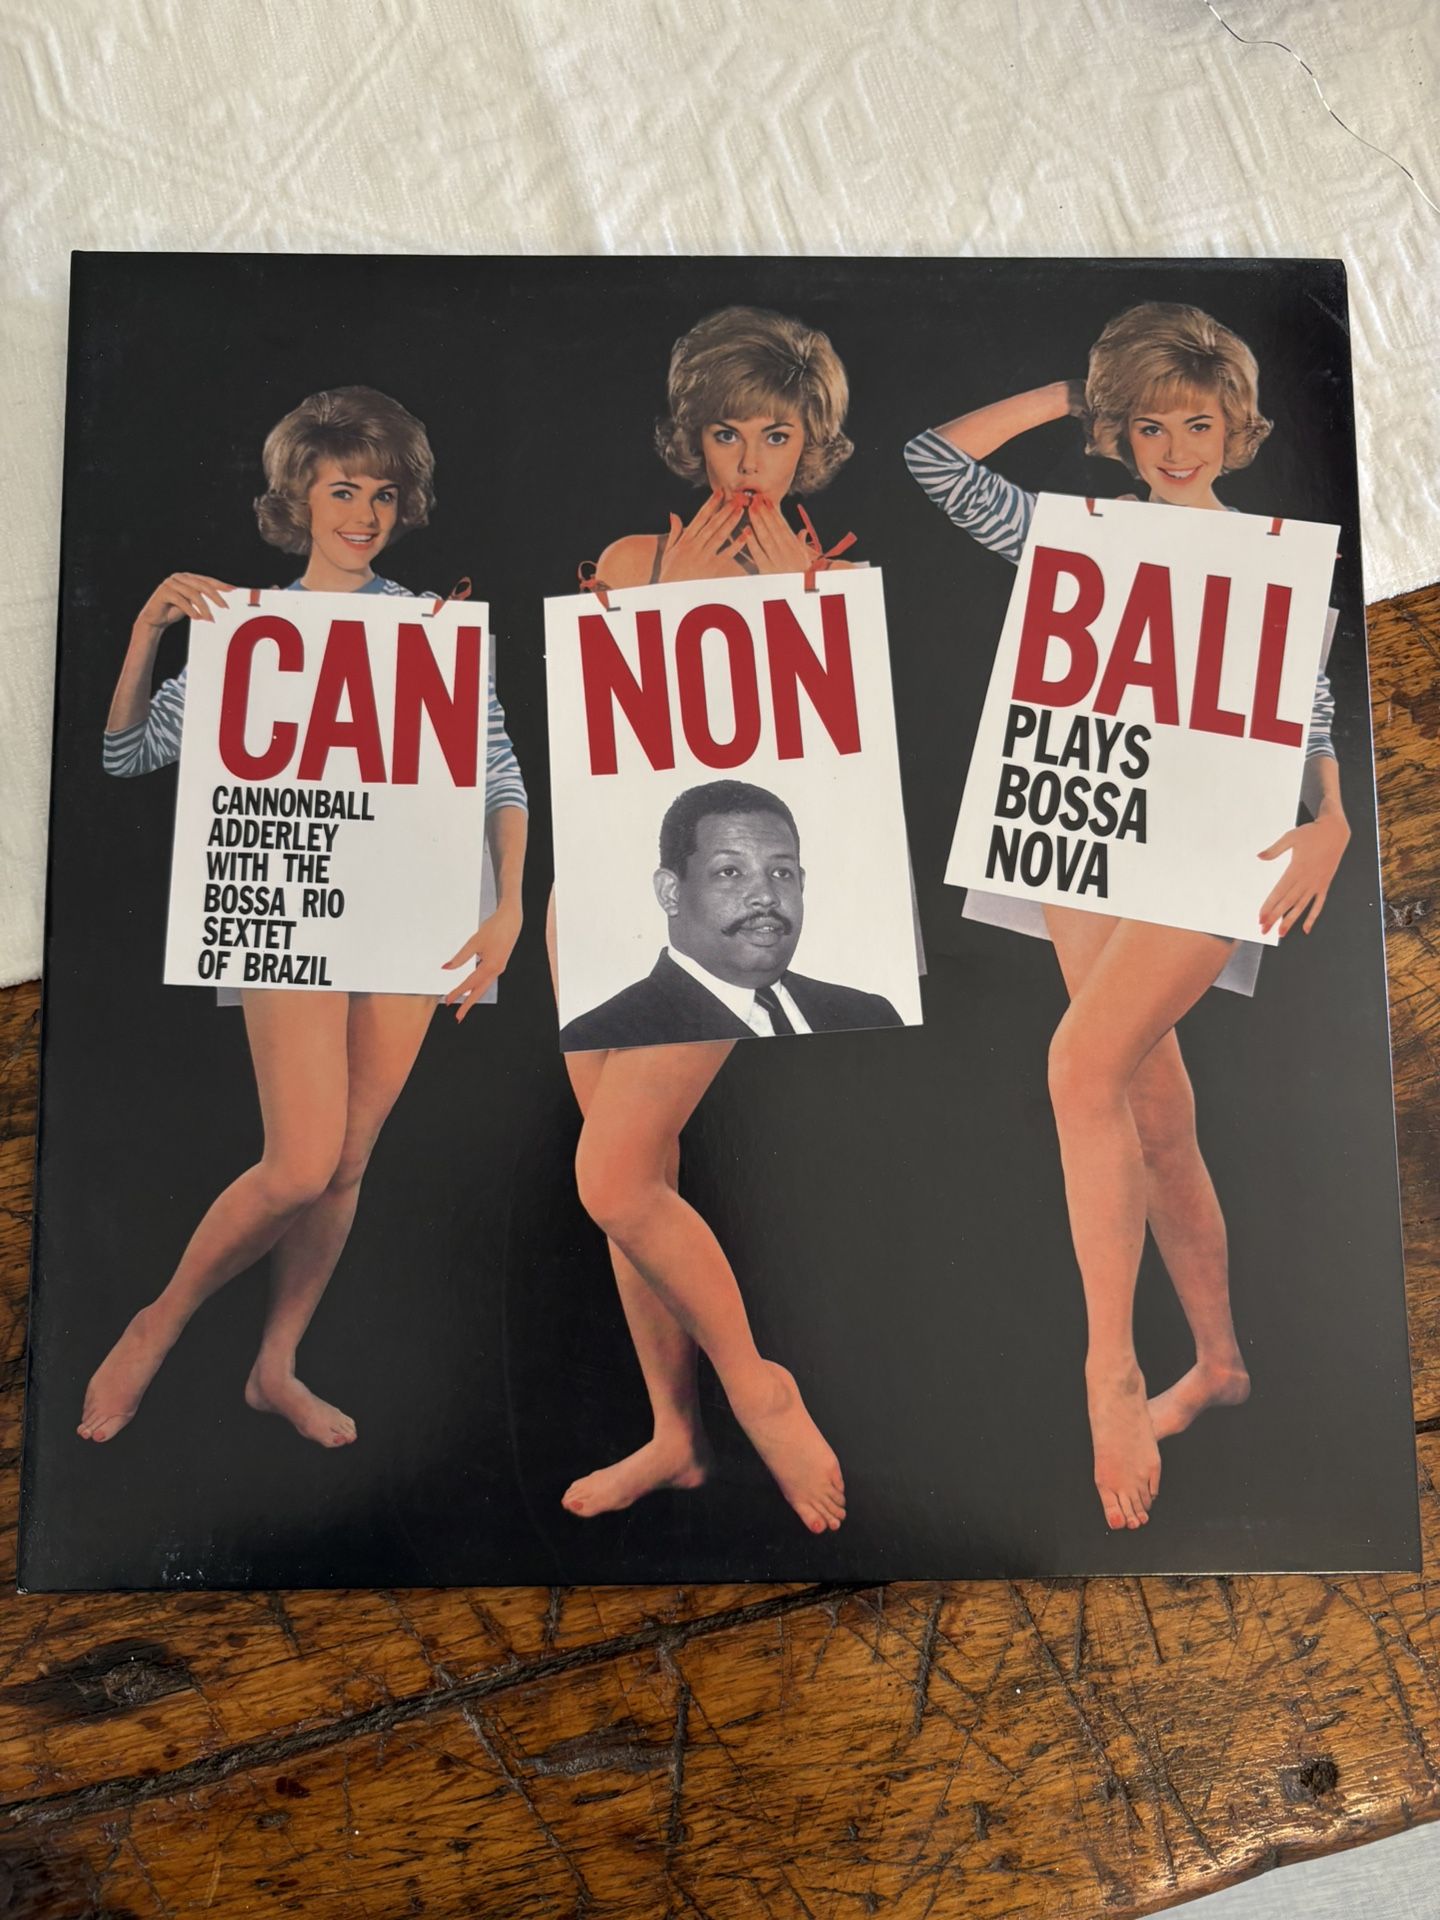 CAN
CANNONBALL
ADDERLEY
WITH THE
BOSSA RIO
SEXTET
OF BRAZIL
NON
BALL
PLAYS
BOSSA
NOVA